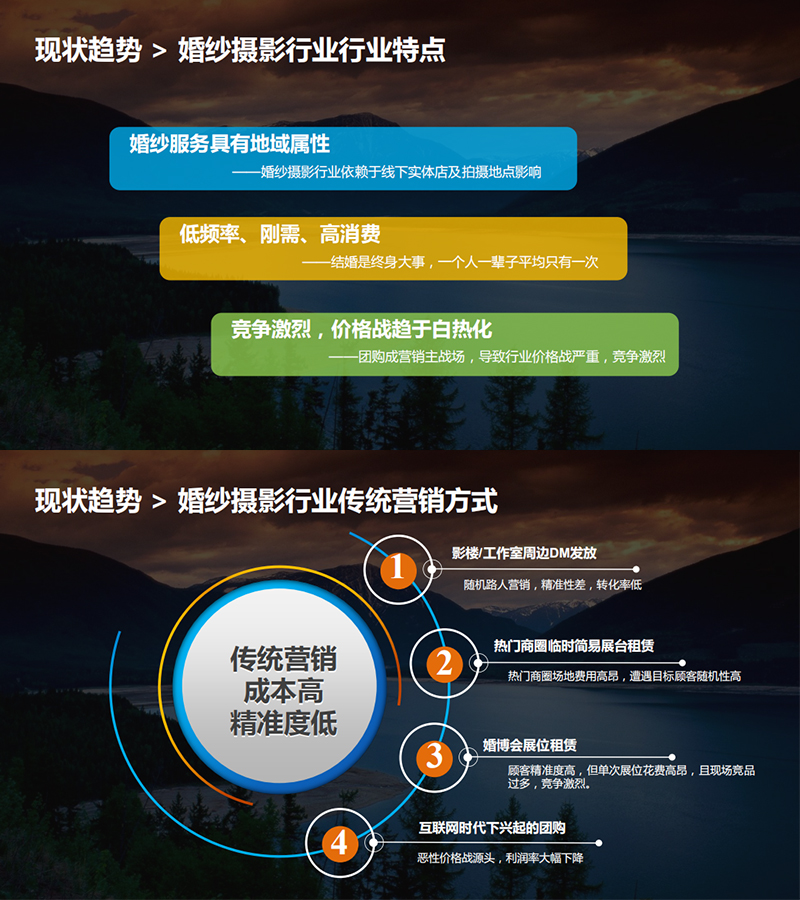 现状趋势 > 婚纱摄影行业行业特点
婚纱服务具有地域属性
——婚纱摄影行业依赖于线下实体店及拍摄地点影响
低频率、刚需、高消费
——结婚是终身大事，一个人一辈子平均只有一次
竞争激烈，价格战趋于白热化
——团购成营销主战场，导致行业价格战严重，竞争激烈
现状趋势 > 婚纱摄影行业传统营销方式
传统营销
成本高
精准度低
1
影楼/工作室周边DM发放
随机路人营销，精准性差，转化率低
2
热门商圈临时简易展台租赁
热门商圈场地费用高昂，遭遇目标顾客随机性高
3
婚博会展位租赁
顾客精准度高，但单次展位花费高昂，且现场竞品
过多，竞争激烈。
4
互联网时代下兴起的团购
恶性价格战源头，利润率大幅下降